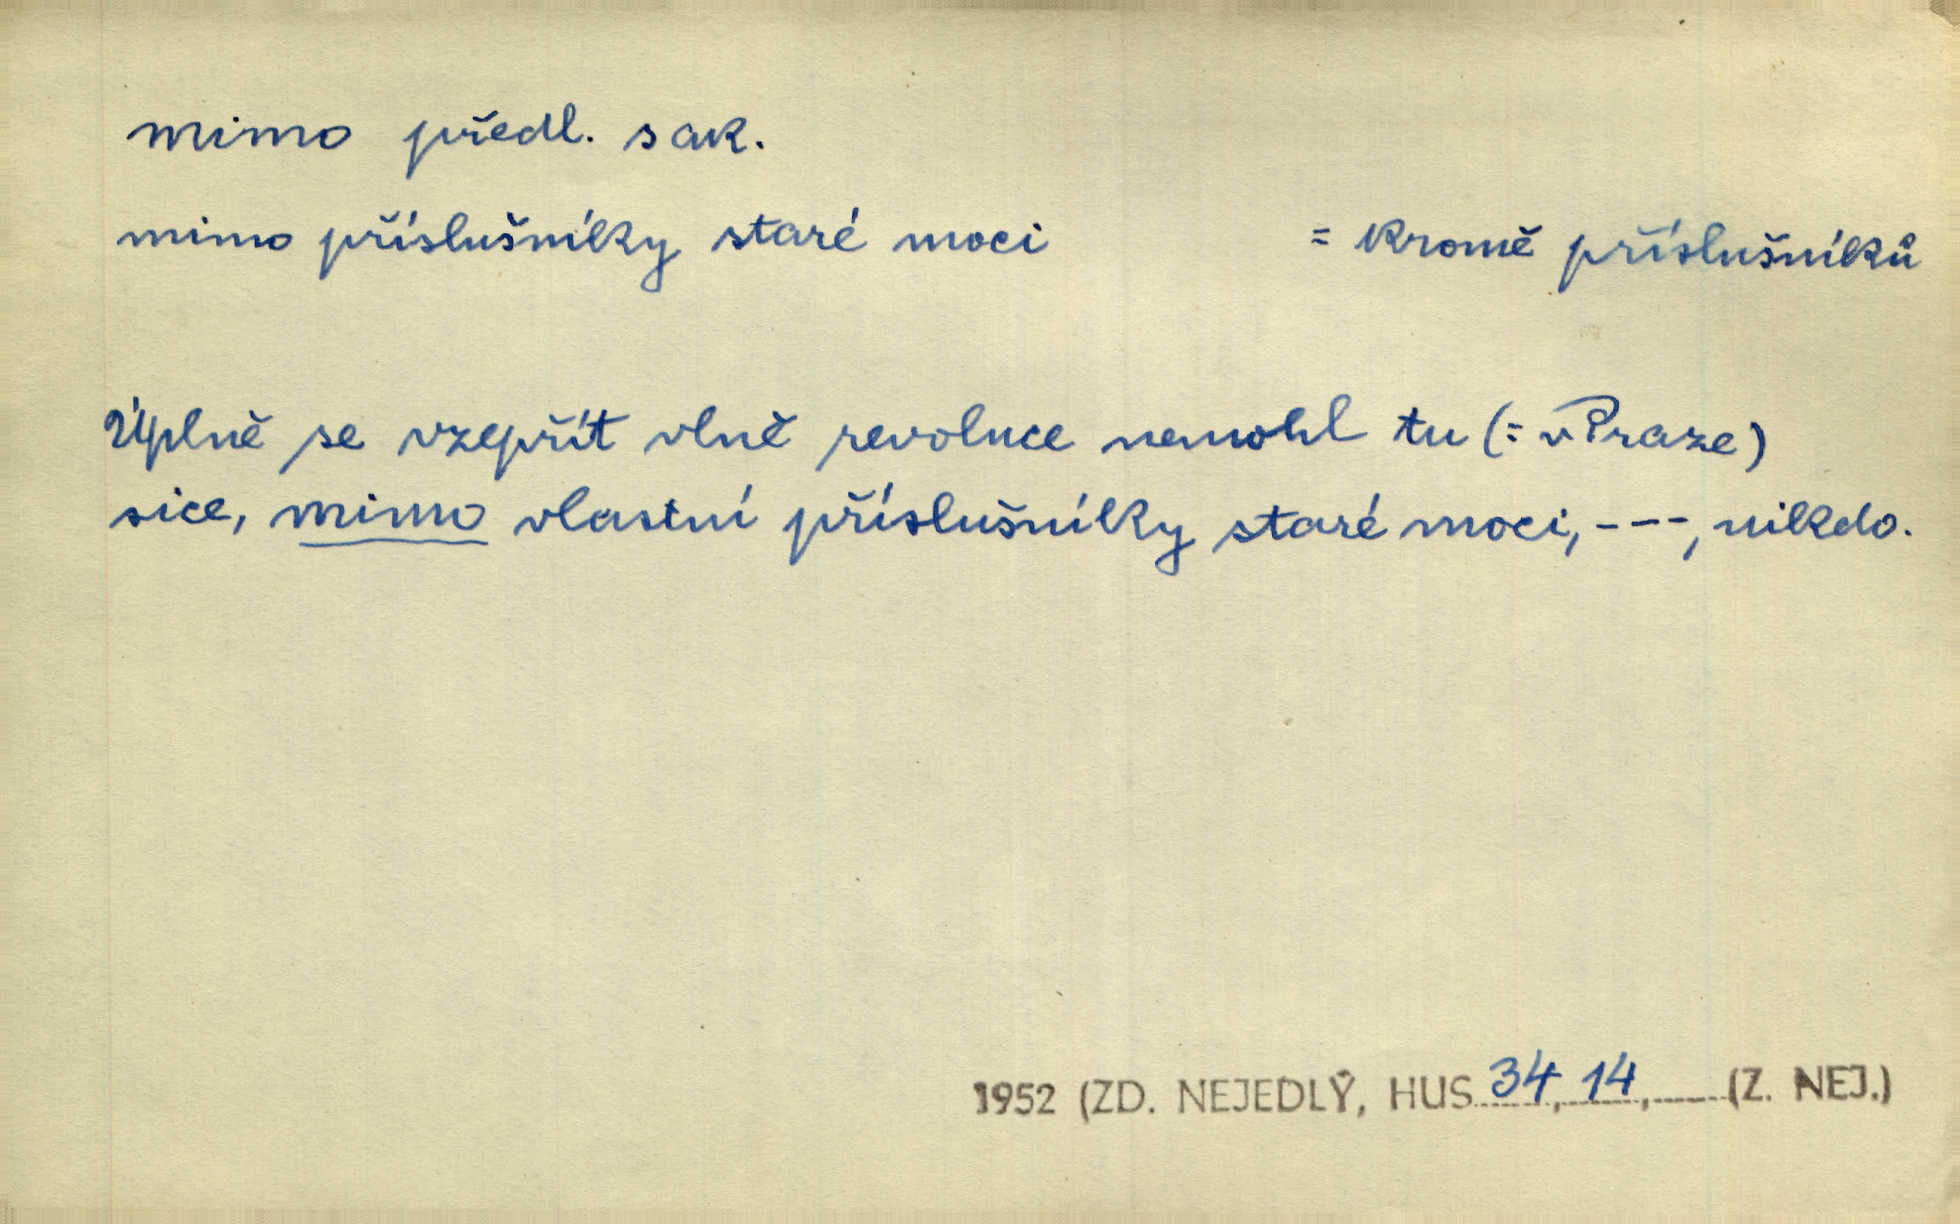 mimo předl. s ak.
mimo příslušníky staré moci = kromě příslušníků
Úplně se vzepřít vlně revoluce nemohl tu (= v Praze)
sice, mimo vlastní příslušníky staré moci, ---, nikdo.
1952 (ZD. NEJEDLÝ, HUS 34, 14, (Z. NEJ.)